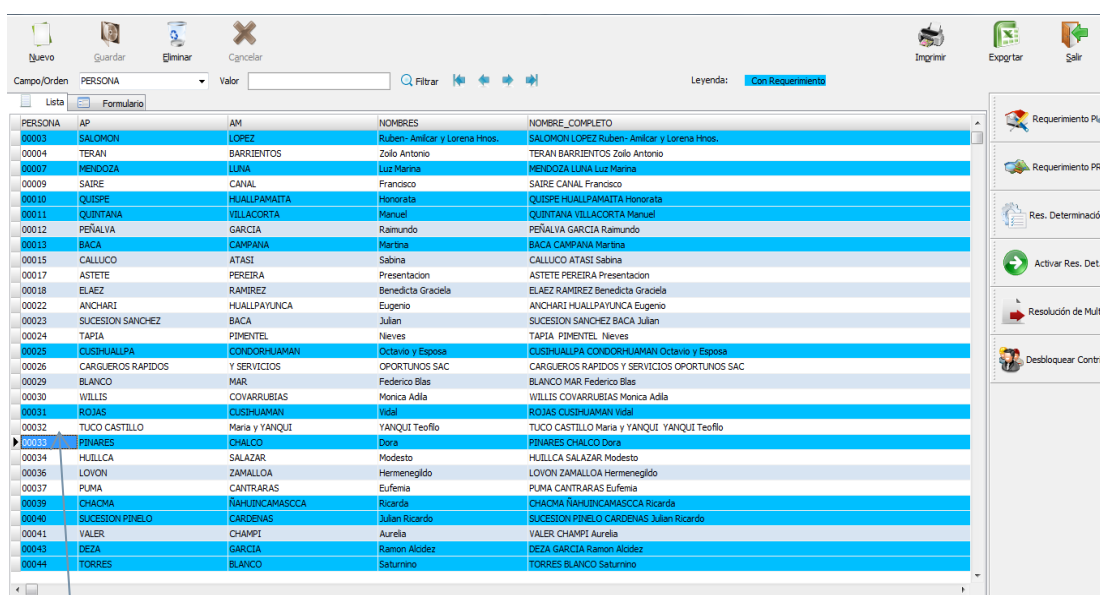 Nuevo Guardar Eliminar Cancelar Imprimir Exportar Salir
Campo/Orden PERSONA Valor Filtrar Leyenda: Con Requerimiento
Lista Formulario
PERSONA AP AM NOMBRES NOMBRE_COMPLETO
00003 SALOMON LOPEZ Ruben- Amilcar y Lorena Hnos. SALOMON LOPEZ Ruben- Amilcar y Lorena Hnos.
00004 TERAN BARRIENTOS Zoilo Antonio TERAN BARRIENTOS Zoilo Antonio
00007 MENDOZA LUNA Luz Marina MENDOZA LUNA Luz Marina
00009 SAIRE CANAL Francisco SAIRE CANAL Francisco
00010 QUISPE HUALLPAMAITA Honorata QUISPE HUALLPAMAITA Honorata
00011 QUINTANA VILLACORTA Manuel QUINTANA VILLACORTA Manuel
00012 PEÑALVA GARCIA Raimundo PEÑALVA GARCIA Raimundo
00013 BACA CAMPANA Martina BACA CAMPANA Martina
00015 CALLUCO ATASI Sabina CALLUCO ATASI Sabina
00017 ASTETE PEREIRA Presentacion ASTETE PEREIRA Presentacion
00018 ELAEZ RAMIREZ Benedicta Graciela ELAEZ RAMIREZ Benedicta Graciela
00022 ANCHARI HUALLPAYUNCA Eugenio ANCHARI HUALLPAYUNCA Eugenio
00023 SUCESION SANCHEZ BACA Julian SUCESION SANCHEZ BACA Julian
00024 TAPIA PIMENTEL Nieves TAPIA PIMENTEL Nieves
00025 CUSIHUALLPA CONDORHUAMAN Octavio y Esposa CUSIHUALLPA CONDORHUAMAN Octavio y Esposa
00026 CARGUEROS RAPIDOS Y SERVICIOS OPORTUNOS SAC CARGUEROS RAPIDOS Y SERVICIOS OPORTUNOS SAC
00029 BLANCO MAR Federico Blas BLANCO MAR Federico Blas
00030 WILLIS COVARRUBIAS Monica Adila WILLIS COVARRUBIAS Monica Adila
00031 ROJAS CUSIHUAMAN Vidal ROJAS CUSIHUAMAN Vidal
00032 TUCO CASTILLO Maria y YANQUI YANQUI Teofilo TUCO CASTILLO Maria y YANQUI YANQUI Teofilo
00033 PINARES CHALCO Dora PINARES CHALCO Dora
00034 HUILLCA SALAZAR Modesto HUILLCA SALAZAR Modesto
00036 LOVON ZAMALLOA Hermenegildo LOVON ZAMALLOA Hermenegildo
00037 PUMA CANTRARAS Eufemia PUMA CANTRARAS Eufemia
00039 CHACMA ÑAHUINCAMASCCA Ricarda CHACMA ÑAHUINCAMASCCA Ricarda
00040 SUCESION PINELO CARDENAS Julian Ricardo SUCESION PINELO CARDENAS Julian Ricardo
00041 VALER CHAMPI Aurelia VALER CHAMPI Aurelia
00043 DEZA GARCIA Ramon Alcidez DEZA GARCIA Ramon Alcidez
00044 TORRES BLANCO Saturnino TORRES BLANCO Saturnino
Requerimiento
Requerimiento PR
Res. Determinació
Activar Res. Det.
Resolución de Mult
Desbloquear Contri